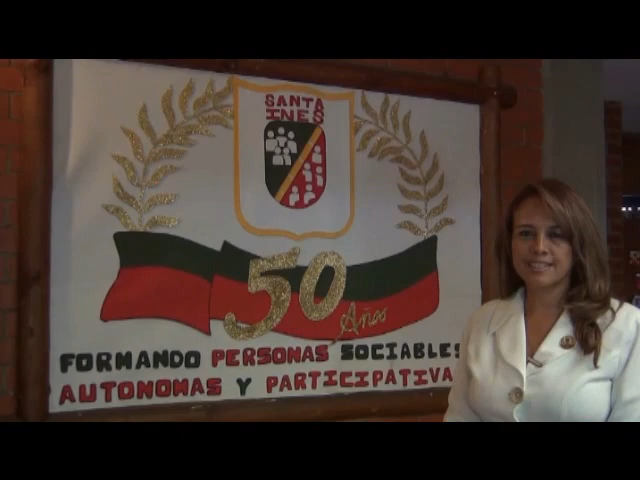 SANTA
INES
50
Años
FORMANDO PERSONAS SOCIABLES
AUTONOMAS Y PARTICIPATIVA